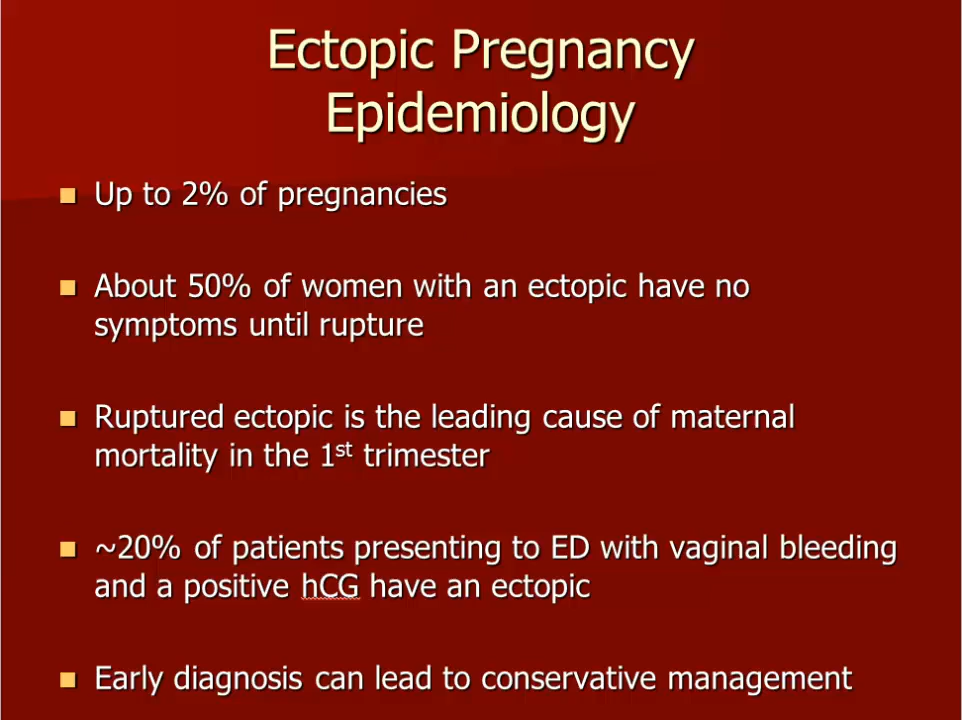 Ectopic Pregnancy
Epidemiology
Up to 2% of pregnancies
About 50% of women with an ectopic have no
symptoms until rupture
Ruptured ectopic is the leading cause of maternal
mortality in the 1st trimester
~20% of patients presenting to ED with vaginal bleeding
and a positive hCG have an ectopic
Early diagnosis can lead to conservative management